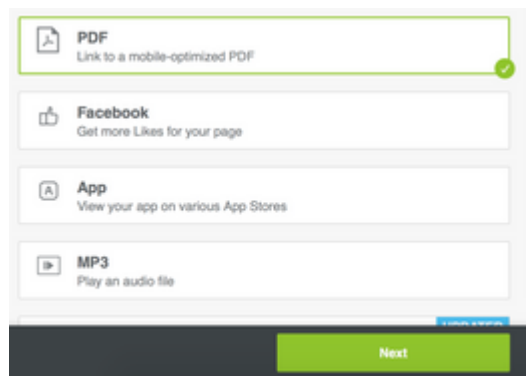 PDF
Link to a mobile-optimized PDF
Facebook
Get more Likes for your page
A
App
View your app on various App Stores
MP3
Play an audio file
UPDATED
Next